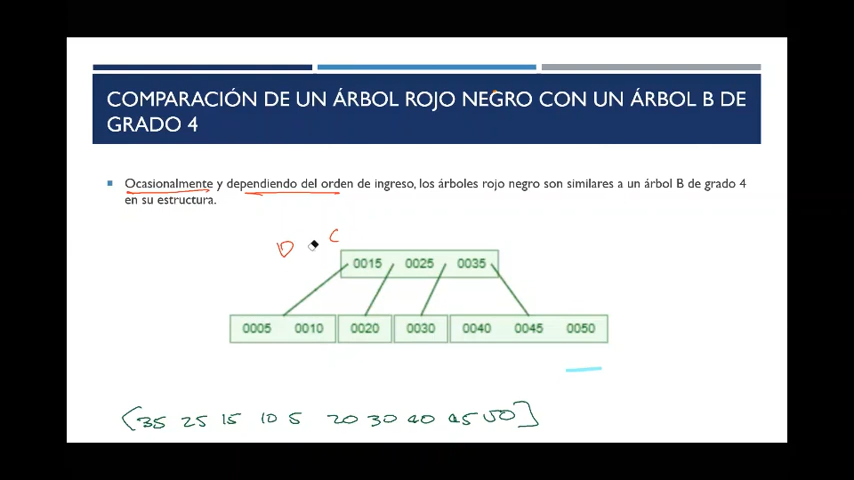 COMPARACIÓN DE UN ÁRBOL ROJO NEGRO CON UN ÁRBOL B DE
GRADO 4
Ocasionalmente y dependiendo del orden de ingreso, los árboles rojo negro son similares a un árbol B de grado 4
en su estructura.
D C
0015 0025 0035
0005 0010 0020 0030 0040 0045 0050
[35 25 15 10 5 20 30 40 45 50]